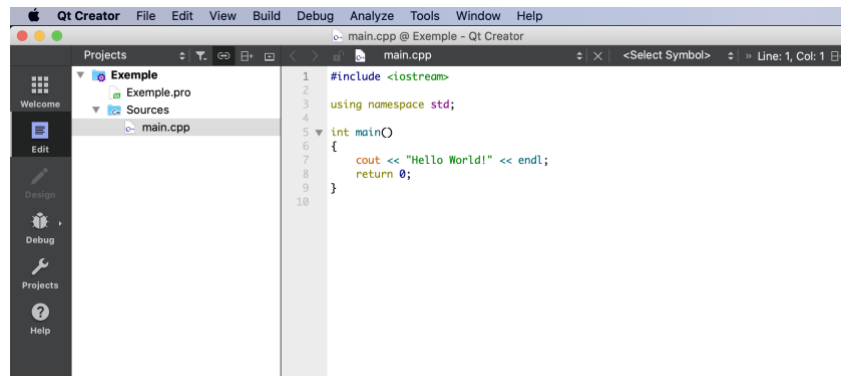 Qt Creator File Edit View Build Debug Analyze Tools Window Help
main.cpp @ Exemple - Qt Creator
Projects
main.cpp
<Select Symbol>
» Line: 1, Col: 1
Welcome
Edit
Design
Debug
Projects
Help
Exemple
Exemple.pro
Sources
main.cpp
1 #include <iostream>
2
3 using namespace std;
4
5 int main()
6 {
7 cout << "Hello World!" << endl;
8 return 0;
9 }
10